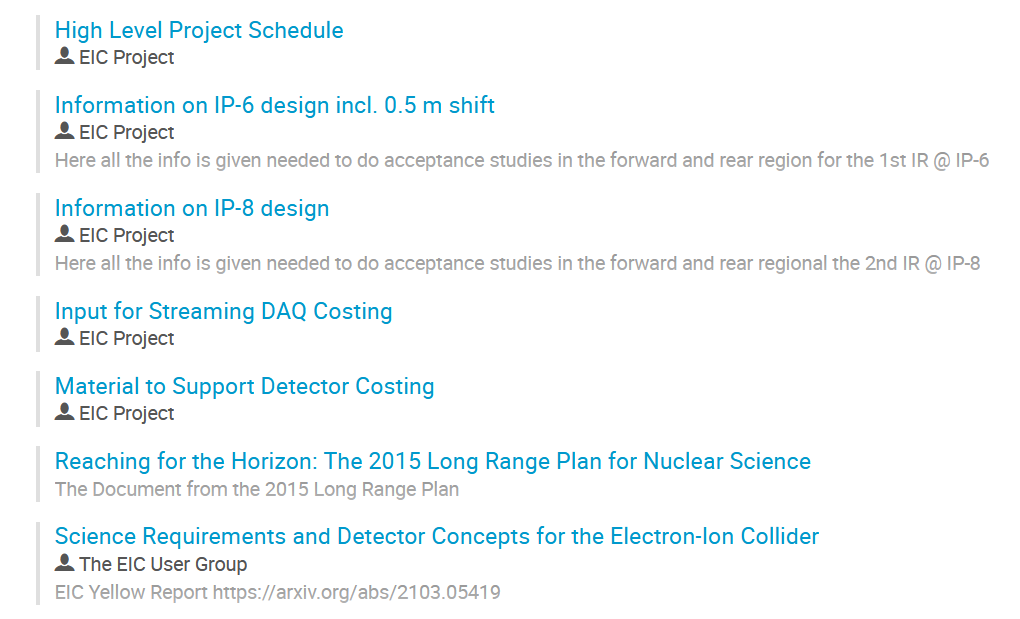 High Level Project Schedule
EIC Project
Information on IP-6 design incl. 0.5 m shift
EIC Project
Here all the info is given needed to do acceptance studies in the forward and rear region for the 1st IR @ IP-6
Information on IP-8 design
EIC Project
Here all the info is given needed to do acceptance studies in the forward and rear regional the 2nd IR @ IP-8
Input for Streaming DAQ Costing
EIC Project
Material to Support Detector Costing
EIC Project
Reaching for the Horizon: The 2015 Long Range Plan for Nuclear Science
The Document from the 2015 Long Range Plan
Science Requirements and Detector Concepts for the Electron-Ion Collider
The EIC User Group
EIC Yellow Report https://arxiv.org/abs/2103.05419